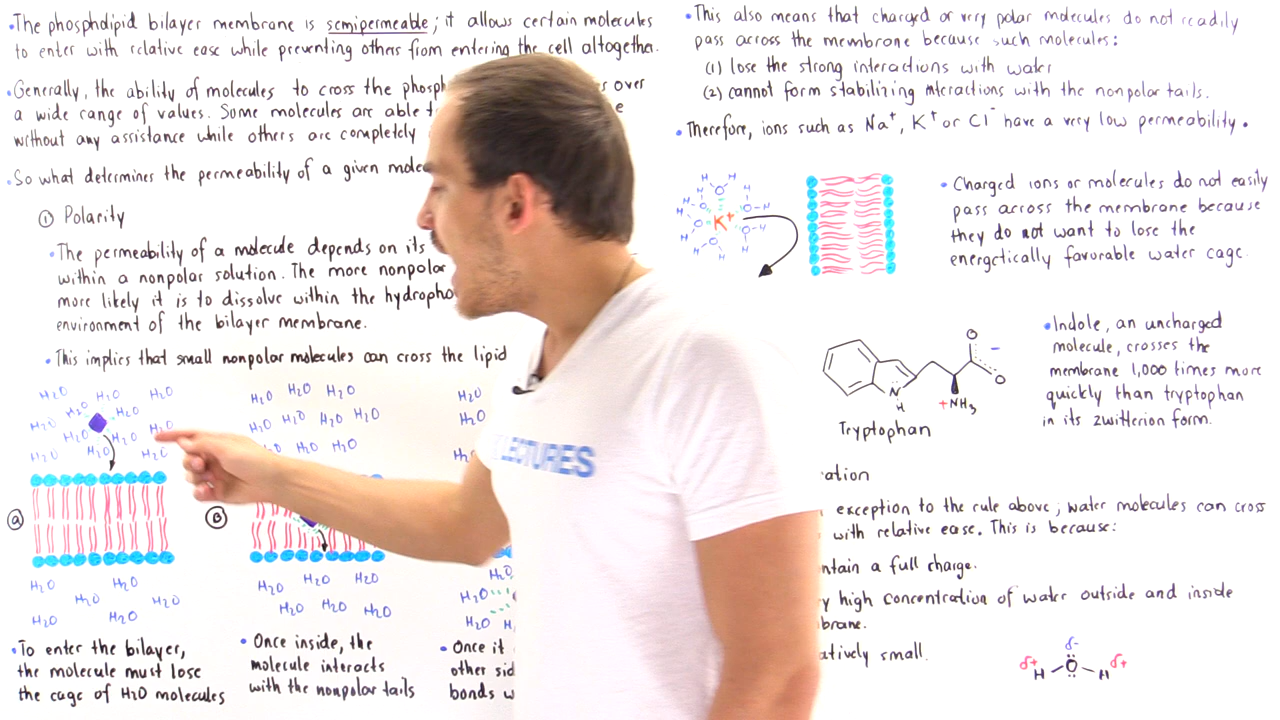 •The phospholipid bilayer membrane is semipermeable; it allows certain molecules
to enter with relative ease while preventing others from entering the cell altogether.
•Generally, the ability of molecules to cross the over
a wide range of values. Some molecules are able
without any assistance while others are completely
•So what determines the permeability of a given
① Polarity
•The permeability of a molecule depends on its
within a nonpolar solution. The more nonpolar
more likely it is to dissolve within the
environment of the bilayer membrane.
•This implies that small nonpolar molecules can cross the lipid
H2O H2O H2O
H2O H2O H2O
H2O H2O H2O
H2O H2O H2O
A
H2O H2O
H2O H2O
H2O H2O
•To enter the bilayer,
the molecule must lose
the cage of H2O molecules
H2O H2O H2O
H2O H2O H2O H2O
H2O H2O
B
H2O H2O H2O
H2O H2O H2O
•Once inside, the
molecule interacts
with the nonpolar tails
H2O
H2O
H2O
H2O
H2O
•Once it
other
bonds
LECTURES
•This also means that charged or very polar molecules do not readily
pass across the membrane because such molecules:
(1) lose the strong interactions with water
(2) cannot form stabilizing interactions with the nonpolar tails.
•Therefore, ions such as Na+, K+ or Cl- have a very low permeability.
H H
O
H O O-H
K+
H O O-H
H O H
H H
•Charged ions or molecules do not easily
pass across the membrane because
they do not want to lose the
energetically favorable water cage.
O
-
O
N
H
+NH3
Tryptophan
•Indole, an uncharged
molecule, crosses the
membrane 1,000 times more
quickly than tryptophan
in its zwitterion form.
exception to the rule above; water molecules can cross
with relative ease. This is because:
a full charge.
high concentration of water outside and inside
small.
δ-
δ+ O δ+
H H